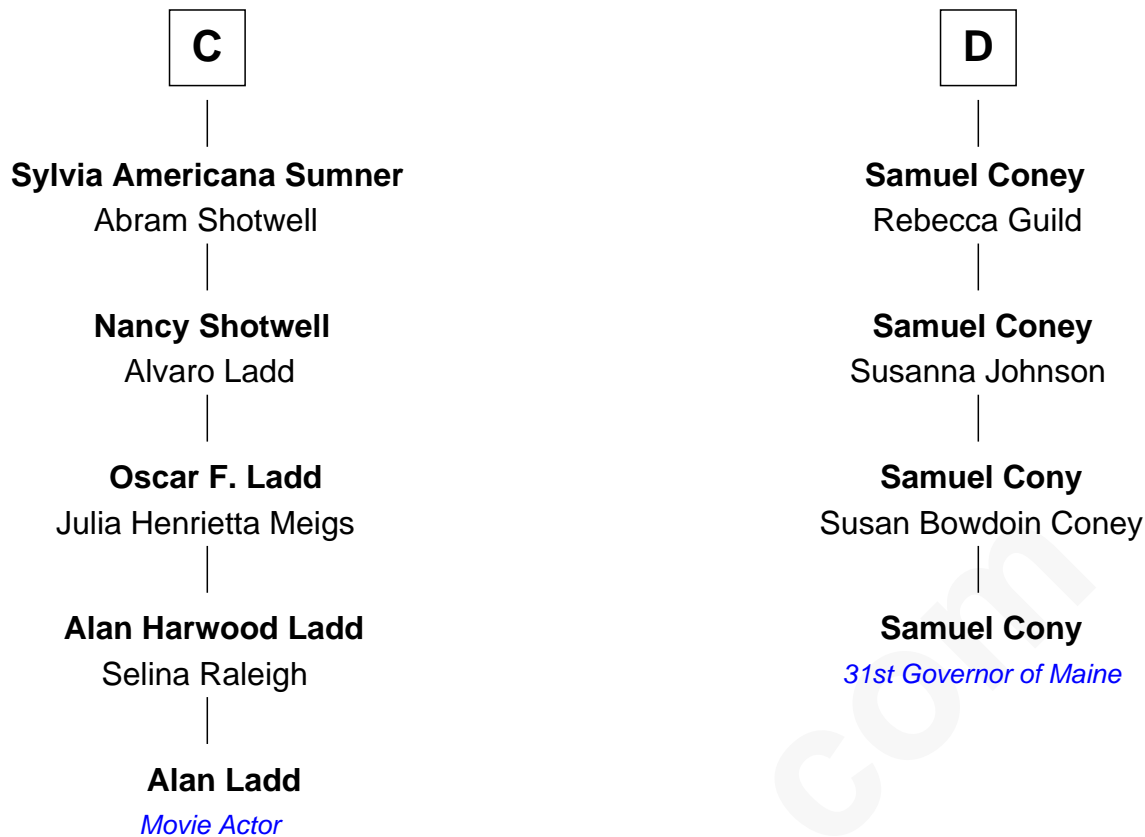 C
Sylvia Americana Sumner
Abram Shotwell
Nancy Shotwell
Alvaro Ladd
Oscar F. Ladd
Julia Henrietta Meigs
Alan Harwood Ladd
Selina Raleigh
Alan Ladd
Movie Actor
D
Samuel Coney
Rebecca Guild
Samuel Coney
Susanna Johnson
Samuel Cony
Susan Bowdoin Coney
Samuel Cony
31st Governor of Maine
com